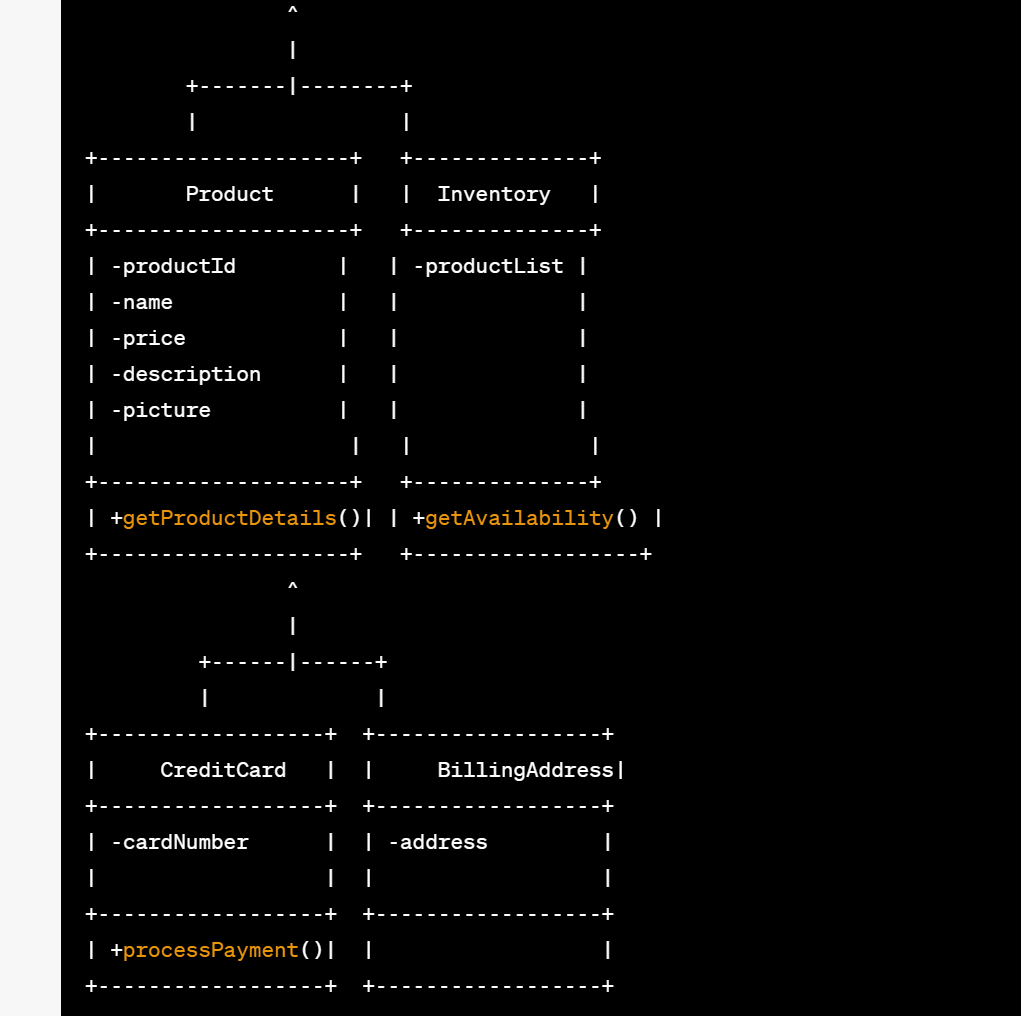 ^
                |
        +-------|--------+
        |                |
+--------------------+   +--------------+
|       Product      |   |  Inventory   |
+--------------------+   +--------------+
| -productId        |   | -productList |
| -name             |   |              |
| -price            |   |              |
| -description      |   |              |
| -picture          |   |              |
|                    |   |              |
+--------------------+   +--------------+
| +getProductDetails()| | +getAvailability() |
+--------------------+   +------------------+
                ^
                |
         +------|------+
         |             |
+------------------+  +------------------+
|     CreditCard   |  |     BillingAddress|
+------------------+  +------------------+
| -cardNumber      |  | -address         |
|                  |  |                  |
+------------------+  +------------------+
| +processPayment()|  |                  |
+------------------+  +------------------+